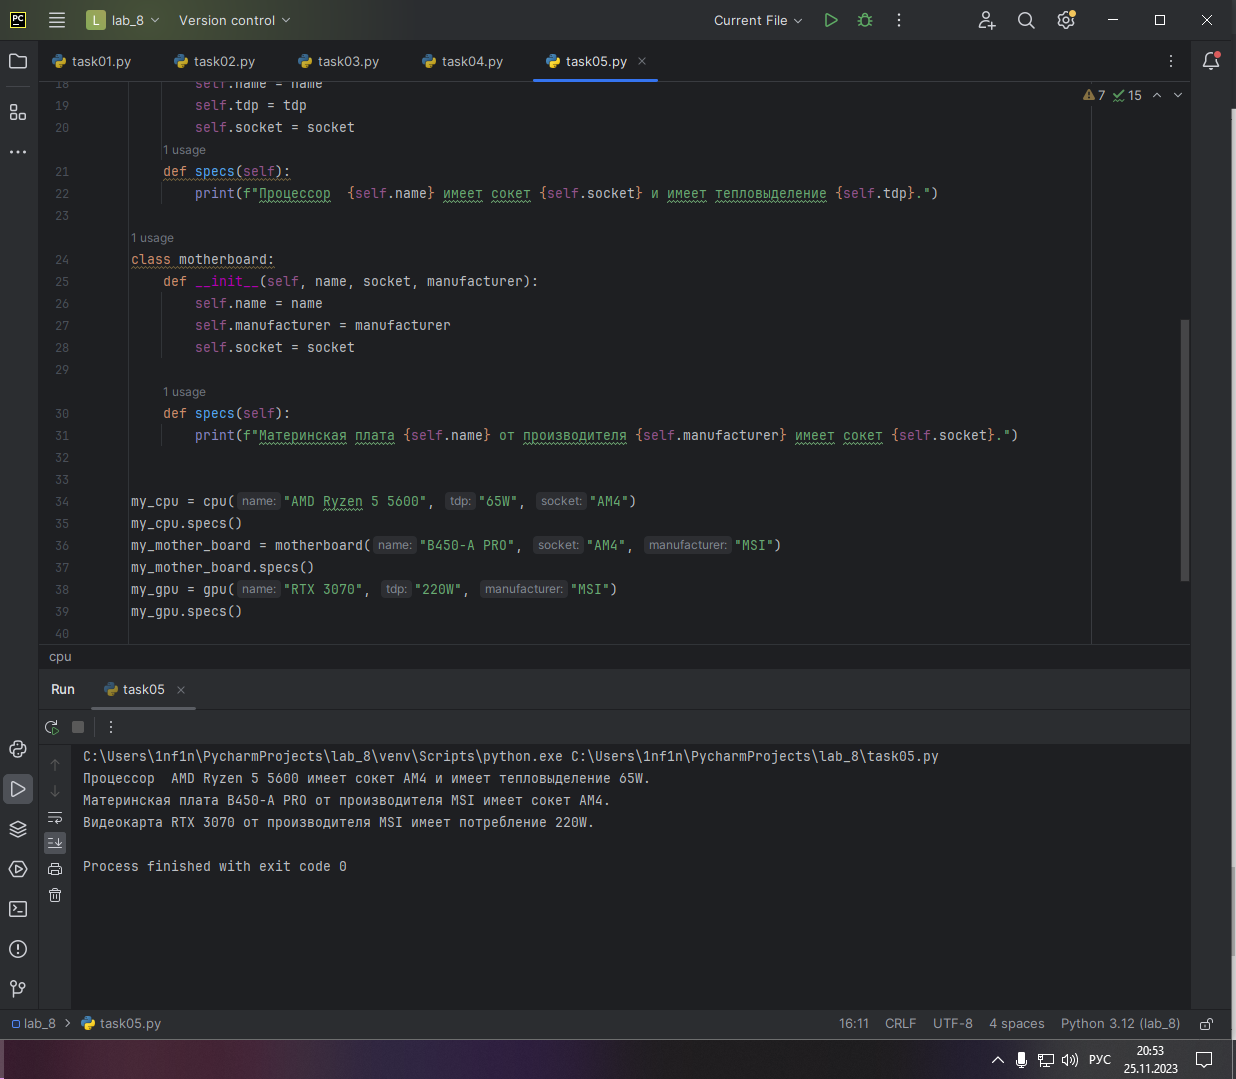 PC L lab_8 Version control Current File
task01.py task02.py task03.py task04.py task05.py
7 15
18 self.name = name
19 self.tdp = tdp
20 self.socket = socket
1 usage
21 def specs(self):
22 print(f"Процессор  {self.name} имеет сокет {self.socket} и имеет тепловыделение {self.tdp}.")
23
1 usage
24 class motherboard:
25 def __init__(self, name, socket, manufacturer):
26 self.name = name
27 self.manufacturer = manufacturer
28 self.socket = socket
29
1 usage
30 def specs(self):
31 print(f"Материнская плата {self.name} от производителя {self.manufacturer} имеет сокет {self.socket}.")
32
33
34 my_cpu = cpu( name: "AMD Ryzen 5 5600", tdp: "65W", socket: "AM4")
35 my_cpu.specs()
36 my_mother_board = motherboard( name: "B450-A PRO", socket: "AM4", manufacturer: "MSI")
37 my_mother_board.specs()
38 my_gpu = gpu( name: "RTX 3070", tdp: "220W", manufacturer: "MSI")
39 my_gpu.specs()
40
cpu
Run task05
C:\Users\1nf1n\PycharmProjects\lab_8\venv\Scripts\python.exe C:\Users\1nf1n\PycharmProjects\lab_8\task05.py
Процессор  AMD Ryzen 5 5600 имеет сокет AM4 и имеет тепловыделение 65W.
Материнская плата B450-A PRO от производителя MSI имеет сокет AM4.
Видеокарта RTX 3070 от производителя MSI имеет потребление 220W.
Process finished with exit code 0
lab_8 > task05.py 16:11 CRLF UTF-8 4 spaces Python 3.12 (lab_8)
РУС 20:53
25.11.2023